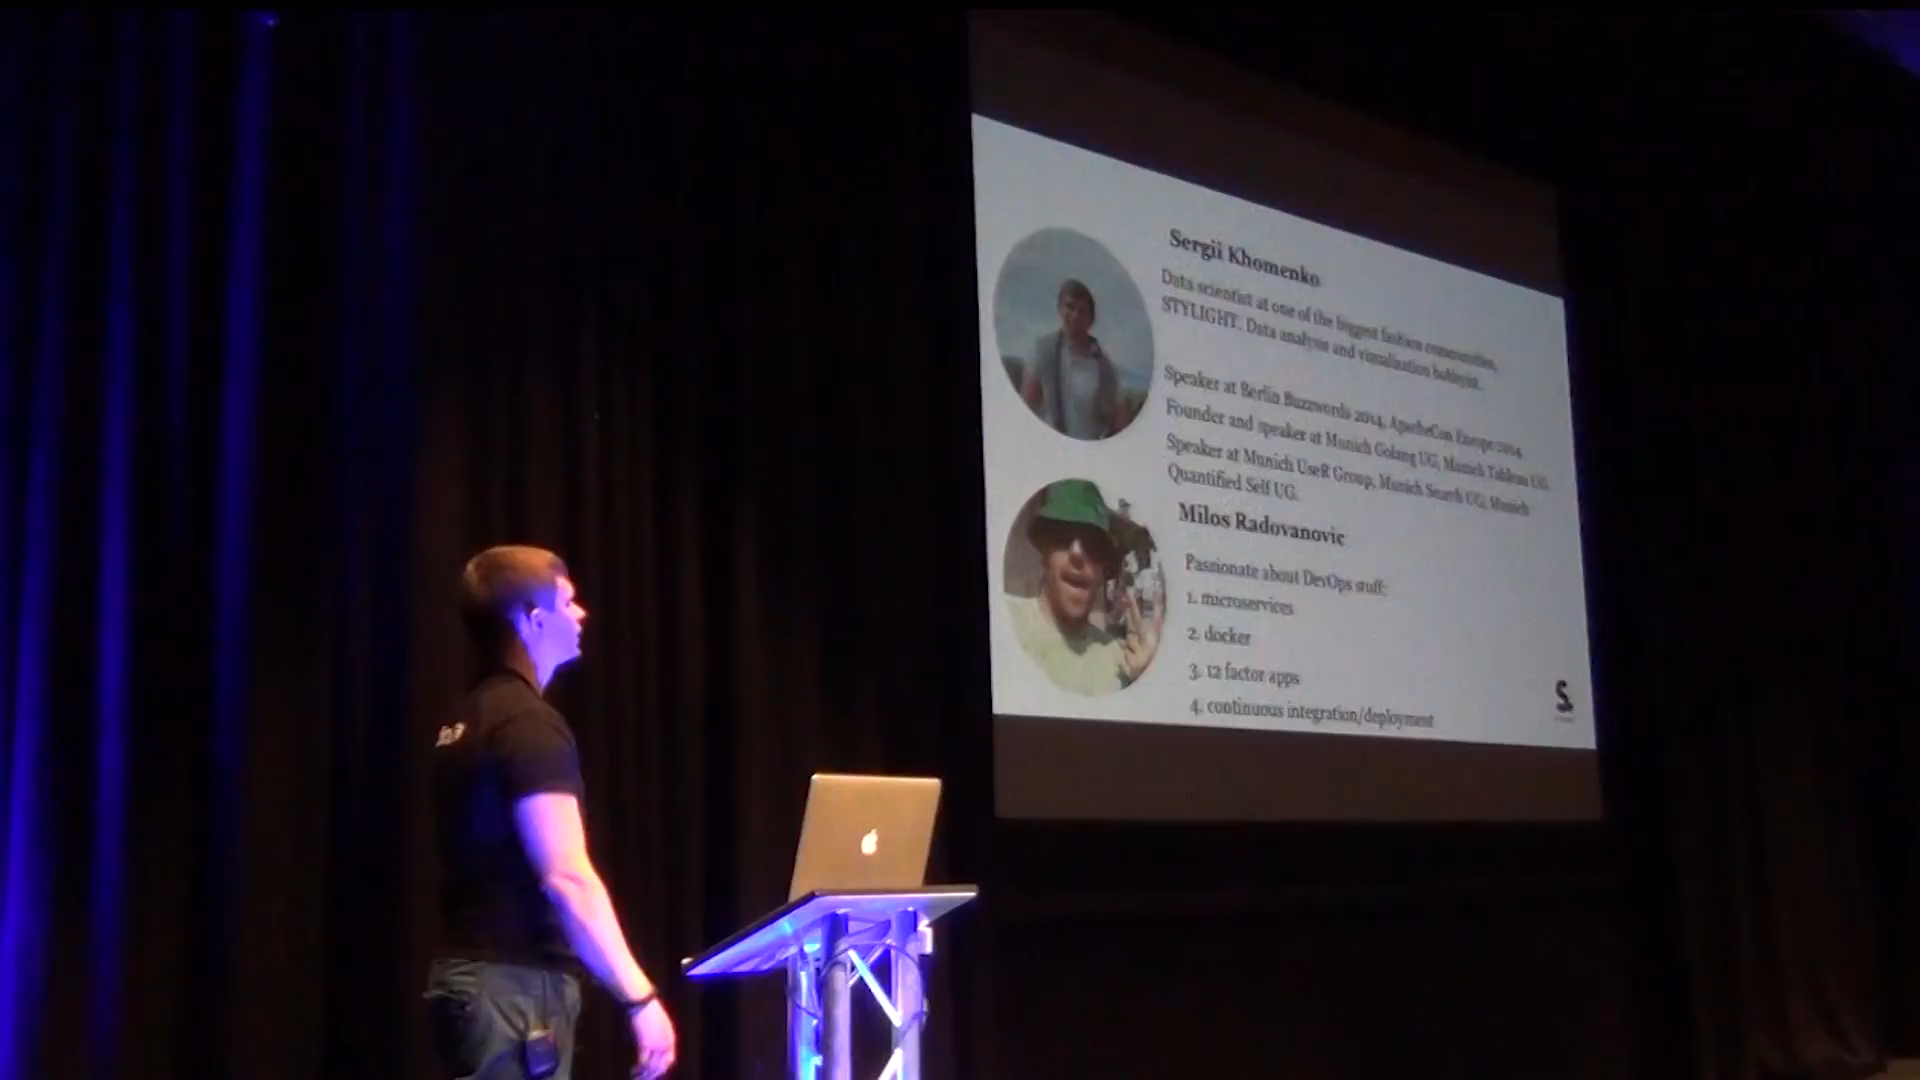 Sergii Khomenko
Data scientist at one of the biggest fashion communities,
STYLIGHT. Data analysis and visualization hobbyist.
Speaker at Berlin Buzzwords 2014, ApacheCon Europe 2014
Founder and speaker at Munich Golang UG, Munich Tableau UG.
Speaker at Munich UseR Group, Munich Search UG, Munich
Quantified Self UG.
Milos Radovanovic
Passionate about DevOps stuff:
1. microservices
2. docker
3. 12 factor apps
4. continuous integration/deployment
S.